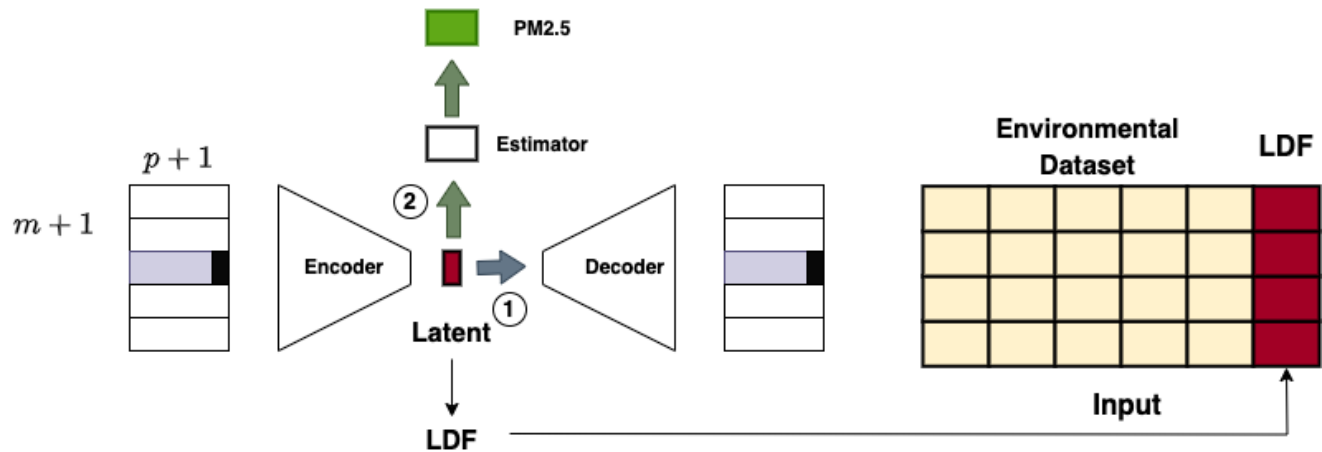 PM2.5
Estimator
Environmental
Dataset
LDF
p + 1
m + 1
2
Encoder
Decoder
1
Latent
Input
LDF